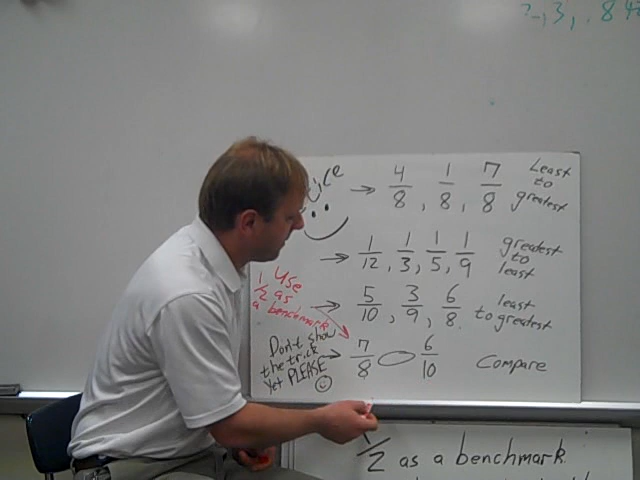 4/8, 1/8, 7/8 Least to greatest
1/12, 1/3, 1/5, 1/9 greatest to least
Use 1/2 as a benchmark
5/10, 3/9, 6/8 least to greatest
Don't show the trick yet PLEASE
7/8 6/10 Compare
1/2 as a benchmark.